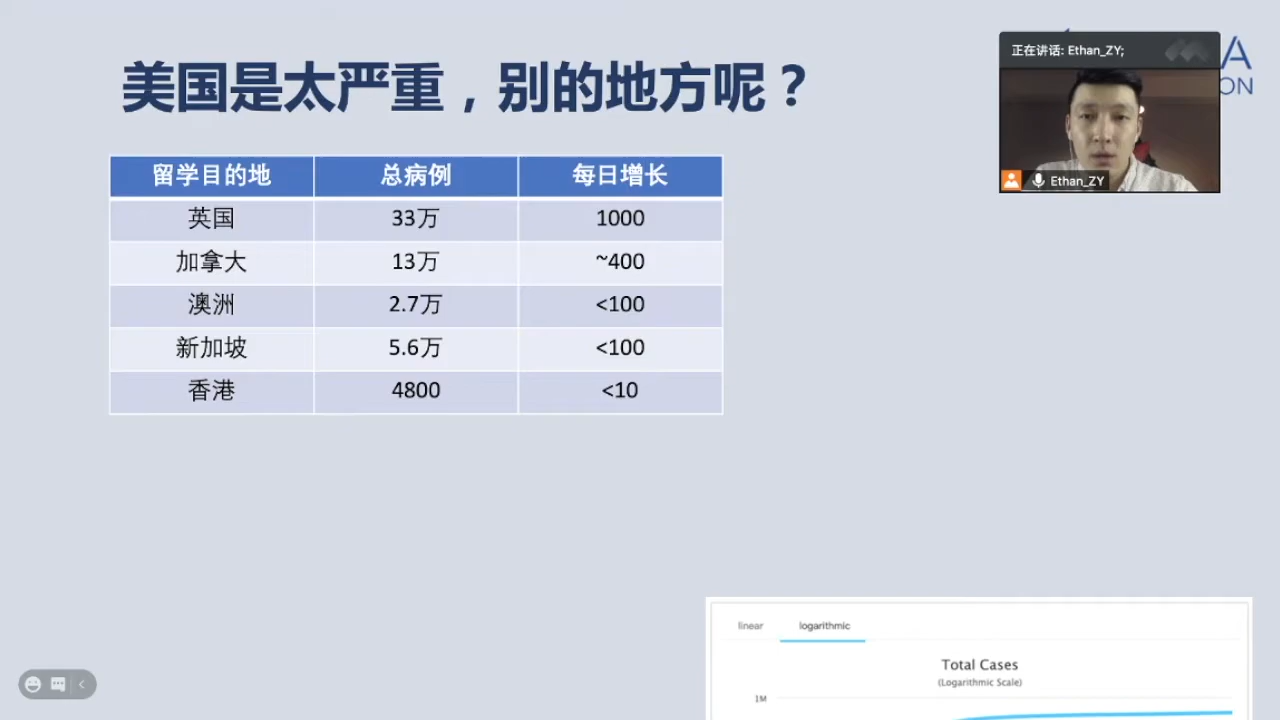 美国是太严重，别的地方呢？
正在讲话: Ethan_ZY;
A
ON
Ethan_ZY
留学目的地 总病例 每日增长
英国 33万 1000
加拿大 13万 ~400
澳洲 2.7万 <100
新加坡 5.6万 <100
香港 4800 <10
linear logarithmic
Total Cases
(Logarithmic Scale)
1M